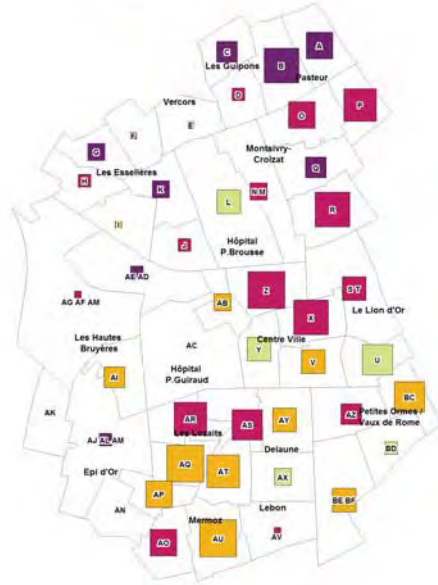 A
C
B
Les Guipons
Pasteur
D
P
Vercors
O
E
G
Montsivry-
Croizat
Les Esselières
Q
H
K
N M
L
R
J
Hôpital
P.Brousse
AE AD
Z
S T
AG AF AM
AB
X
Le Lion d'Or
Les Hautes
Bruyères
AC
Centre Ville
Y
V
U
Hôpital
P.Guiraud
AI
BC
AK
AR
AS
AY
AZ
Petites Ormes /
Vaux de Rome
Les Lozaits
AJ AL AM
Delaune
BD
Epi d'Or
AQ
AT
AX
AP
BE BF
AN
Lebon
Mermoz
AV
AO
AU